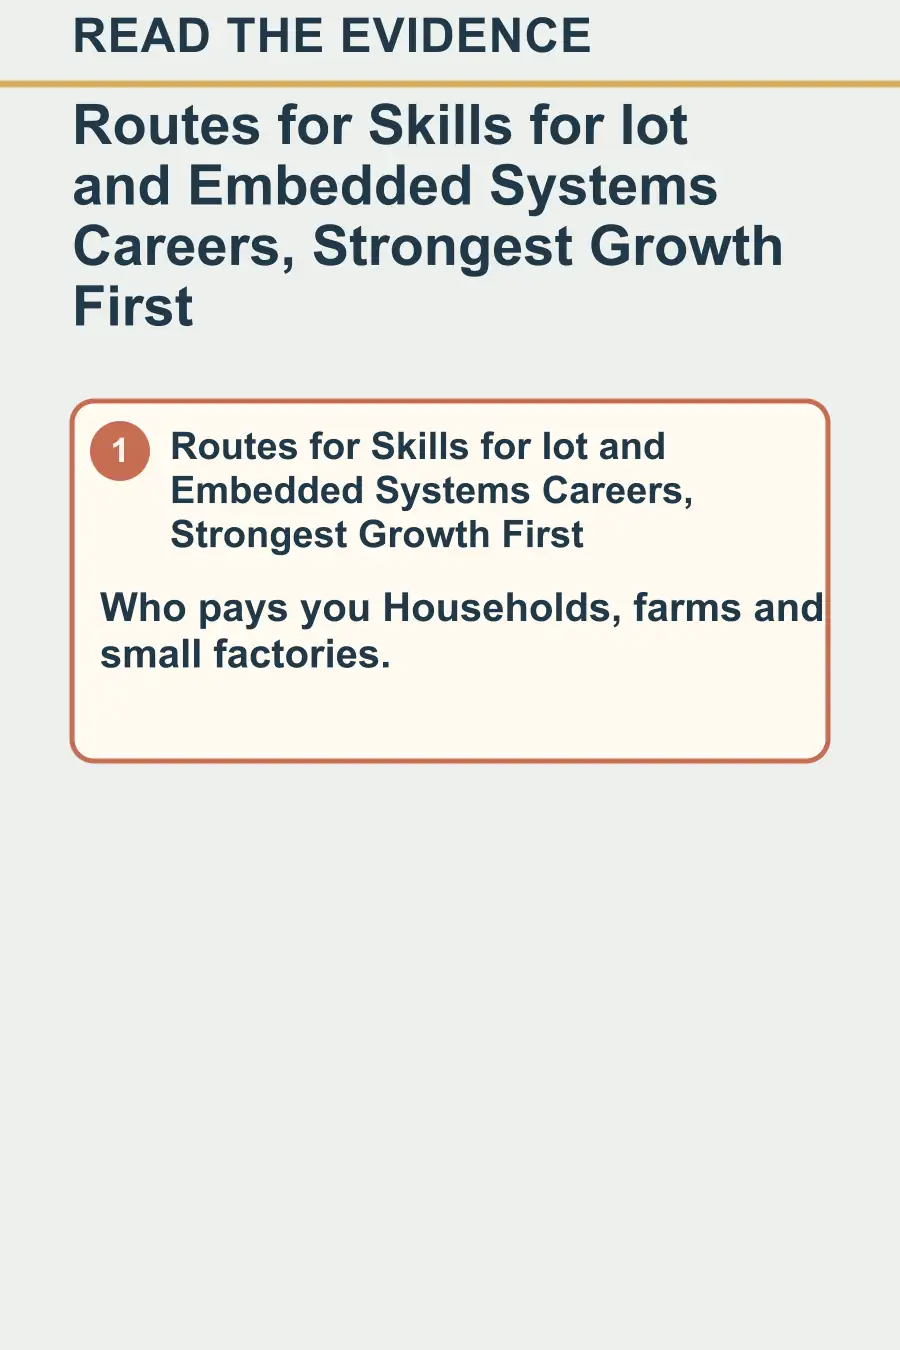 READ THE EVIDENCE
Routes for Skills for Iot
and Embedded Systems
Careers, Strongest Growth
First
1
Routes for Skills for Iot and
Embedded Systems Careers,
Strongest Growth First
Who pays you Households, farms and
small factories.